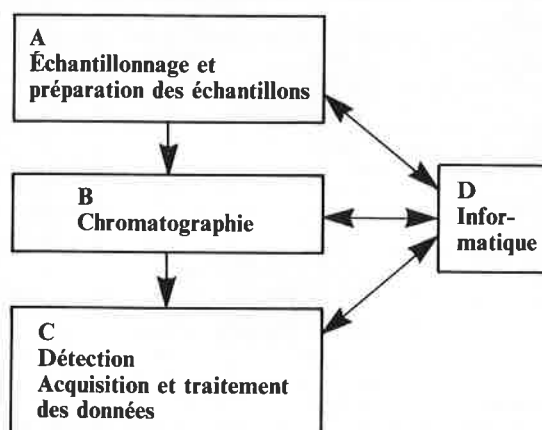 A
Échantillonnage et
préparation des échantillons
B
Chromatographie
D
Infor-
matique
C
Détection
Acquisition et traitement
des données